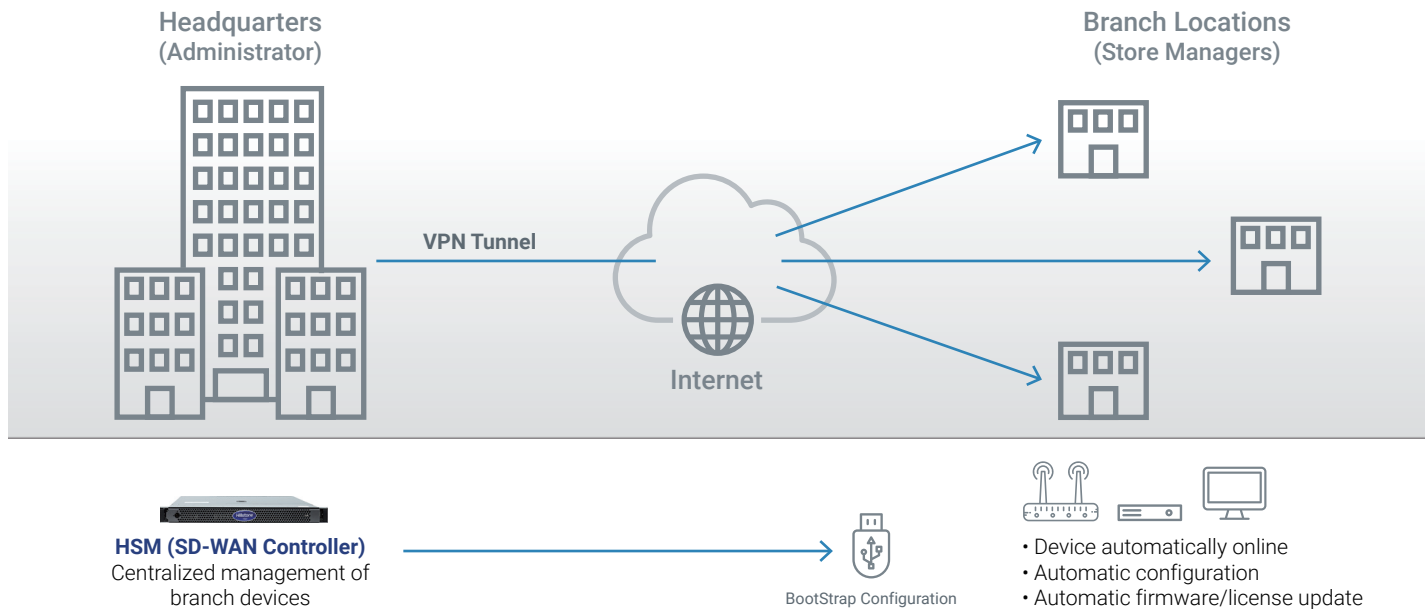 Headquarters
(Administrator)
Branch Locations
(Store Managers)
VPN Tunnel
Internet
HSM (SD-WAN Controller)
Centralized management of
branch devices
BootStrap Configuration
• Device automatically online
• Automatic configuration
• Automatic firmware/license update